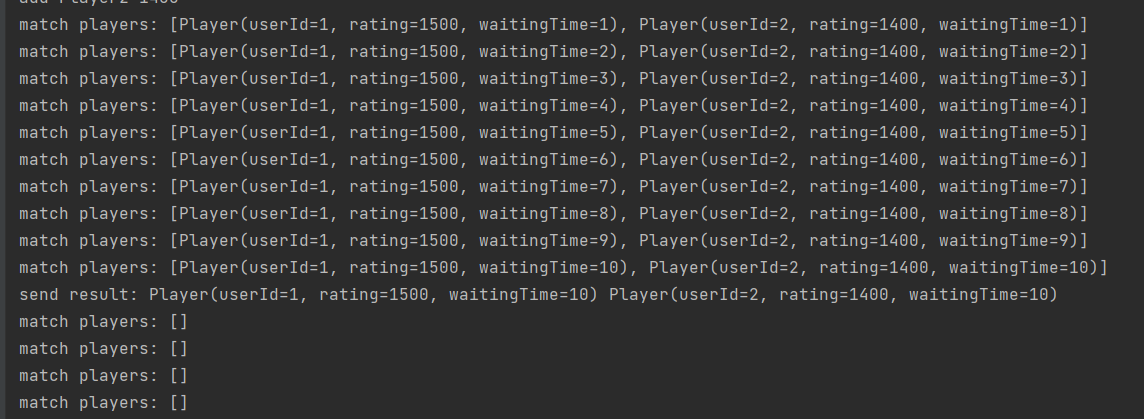 add Player2 1400
match players: [Player(userId=1, rating=1500, waitingTime=1), Player(userId=2, rating=1400, waitingTime=1)]
match players: [Player(userId=1, rating=1500, waitingTime=2), Player(userId=2, rating=1400, waitingTime=2)]
match players: [Player(userId=1, rating=1500, waitingTime=3), Player(userId=2, rating=1400, waitingTime=3)]
match players: [Player(userId=1, rating=1500, waitingTime=4), Player(userId=2, rating=1400, waitingTime=4)]
match players: [Player(userId=1, rating=1500, waitingTime=5), Player(userId=2, rating=1400, waitingTime=5)]
match players: [Player(userId=1, rating=1500, waitingTime=6), Player(userId=2, rating=1400, waitingTime=6)]
match players: [Player(userId=1, rating=1500, waitingTime=7), Player(userId=2, rating=1400, waitingTime=7)]
match players: [Player(userId=1, rating=1500, waitingTime=8), Player(userId=2, rating=1400, waitingTime=8)]
match players: [Player(userId=1, rating=1500, waitingTime=9), Player(userId=2, rating=1400, waitingTime=9)]
match players: [Player(userId=1, rating=1500, waitingTime=10), Player(userId=2, rating=1400, waitingTime=10)]
send result: Player(userId=1, rating=1500, waitingTime=10) Player(userId=2, rating=1400, waitingTime=10)
match players: []
match players: []
match players: []
match players: []